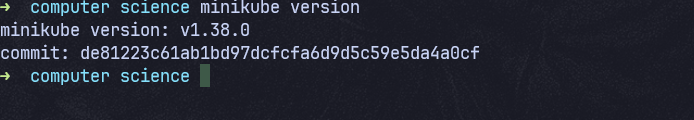 → computer science minikube version
minikube version: v1.38.0
commit: de81223c61ab1bd97dcfcfa6d9d5c59e5da4a0cf
→ computer science